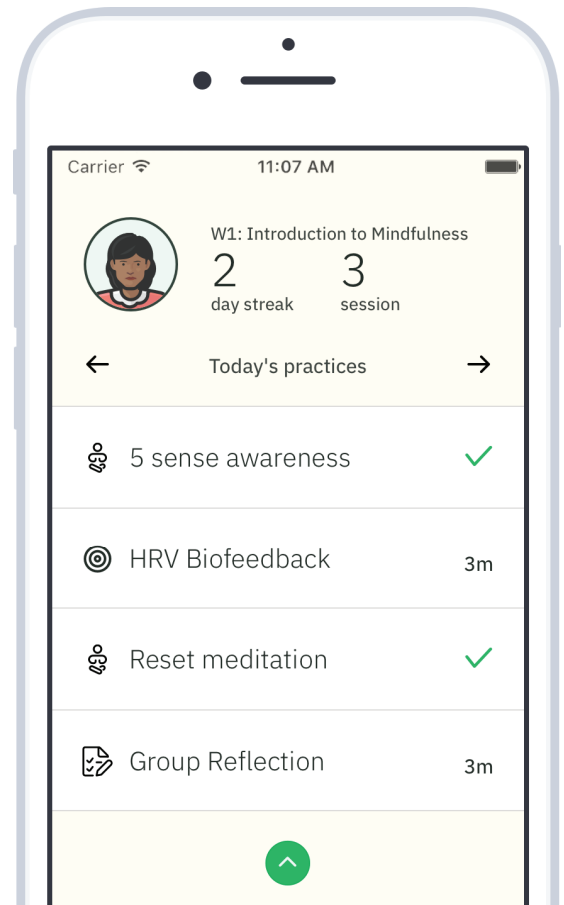 Carrier 11:07 AM
W1: Introduction to Mindfulness
2 3
day streak session
Today's practices
5 sense awareness
HRV Biofeedback 3m
Reset meditation
Group Reflection 3m